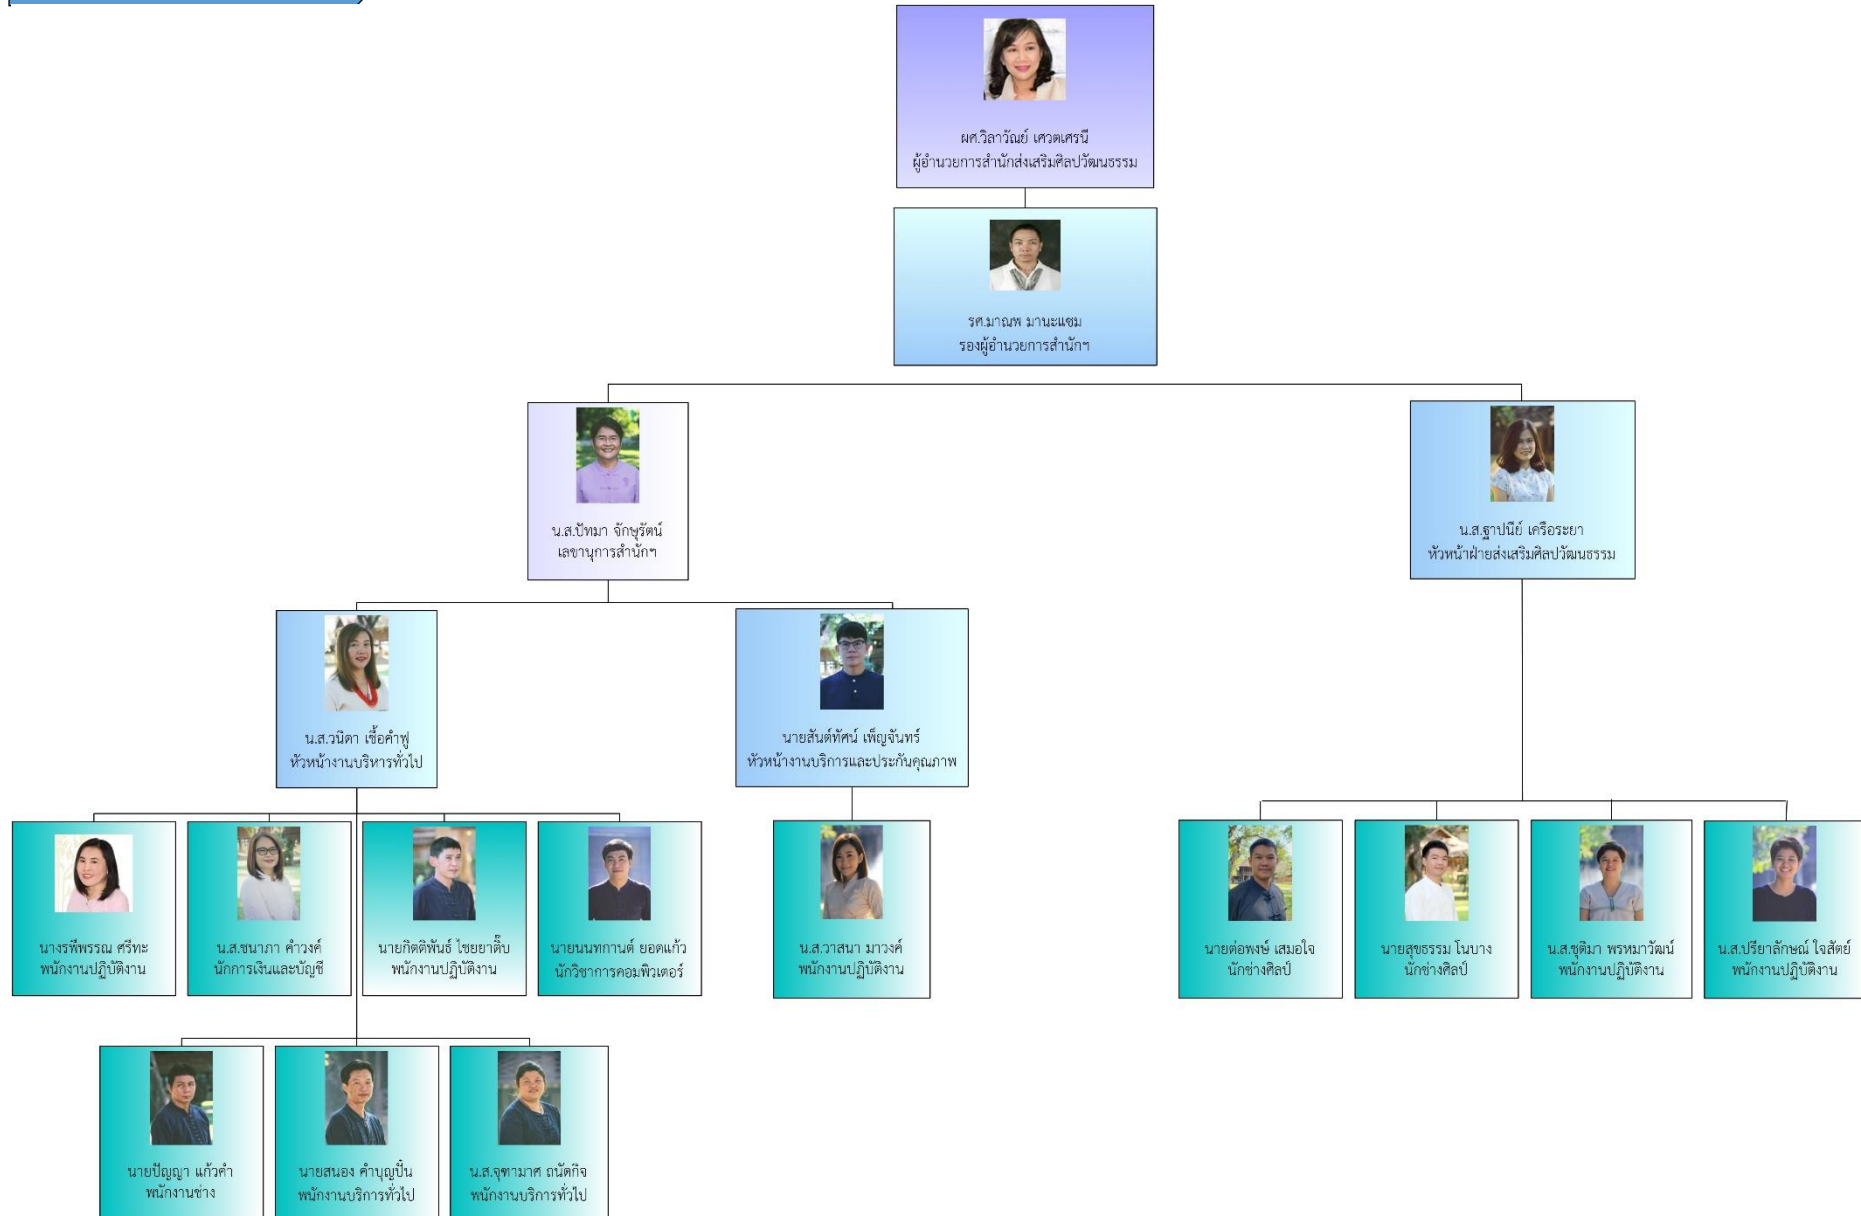 ผศ.วิลาวัณย์ เศวตเศรนี
ผู้อำนวยการสำนักส่งเสริมศิลปวัฒนธรรม
รศ.มาณพ มานะแซม
รองผู้อำนวยการสำนักฯ
น.ส.ปัทมา จักษุรัตน์
เลขานุการสำนักฯ
น.ส.ฐาปนีย์ เครือระยา
หัวหน้าฝ่ายส่งเสริมศิลปวัฒนธรรม
น.ส.วนิดา เชื้อคำฟู
หัวหน้างานบริหารทั่วไป
นายสันต์ทัศน์ เพ็ญจันทร์
หัวหน้างานบริการและประกันคุณภาพ
นางรพีพรรณ ศรีทะ
พนักงานปฏิบัติงาน
น.ส.ชนาภา คำวงค์
นักการเงินและบัญชี
นายกิตติพันธ์ ไชยยาติ๊บ
พนักงานปฏิบัติงาน
นายนนทกานต์ ยอดแก้ว
นักวิชาการคอมพิวเตอร์
น.ส.วาสนา มาวงค์
พนักงานปฏิบัติงาน
นายต่อพงษ์ เสมอใจ
นักช่างศิลป์
นายสุขธรรม โนบาง
นักช่างศิลป์
น.ส.ชุติมา พรหมาวัฒน์
พนักงานปฏิบัติงาน
น.ส.ปรียาลักษณ์ ใจสัตย์
พนักงานปฏิบัติงาน
นายปัญญา แก้วคำ
พนักงานช่าง
นายสนอง คำบุญปั๋น
พนักงานบริการทั่วไป
น.ส.จุฑามาศ ถนัดกิจ
พนักงานบริการทั่วไป